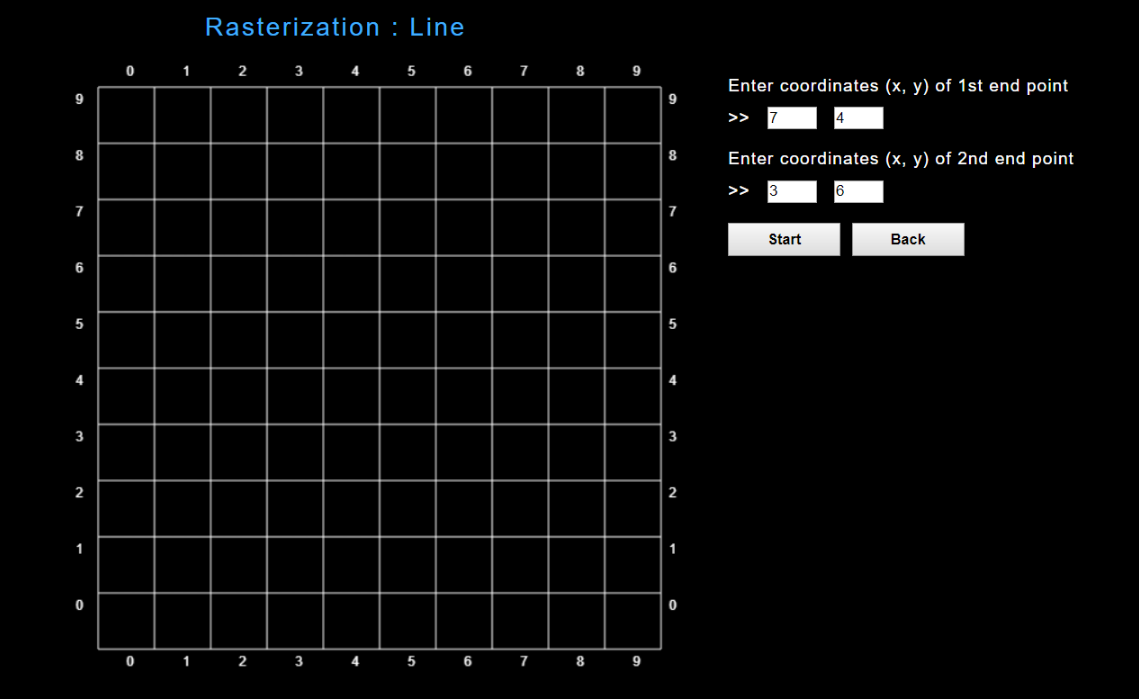 Rasterization : Line
0 1 2 3 4 5 6 7 8 9
9 9
8 8
7 7
6 6
5 5
4 4
3 3
2 2
1 1
0 0
0 1 2 3 4 5 6 7 8 9
Enter coordinates (x, y) of 1st end point
>> 7 4
Enter coordinates (x, y) of 2nd end point
>> 3 6
Start Back